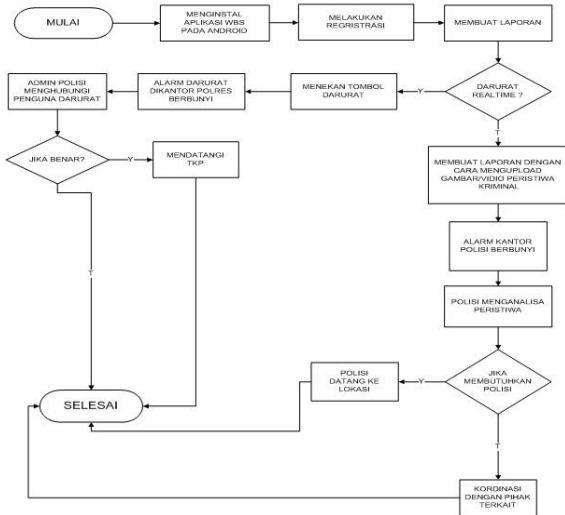 MULAI
MENGINSTAL
APLIKASI WBS
PADA ANDROID
MELAKUKAN
REGRISTRASI
MEMBUAT LAPORAN
ADMIN POLISI
MENGHUBUNGI
PENGUNA DARURAT
ALARM DARURAT
DIKANTOR POLRES
BERBUNYI
MENEKAN TOMBOL
DARURAT
Y
DARURAT
REALTIME ?
T
JIKA BENAR?
Y
MENDATANGI
TKP
MEMBUAT LAPORAN DENGAN
CARA MENGUPLOAD
GAMBAR/VIDIO PERISTIWA
KRIMINAL
ALARM KANTOR
POLISI BERBUNYI
T
POLISI MENGANALISA
PERISTIWA
POLISI
DATANG KE
LOKASI
Y
JIKA
MEMBUTUHKAN
POLISI
SELESAI
T
KORDINASI
DENGAN PIHAK
TERKAIT